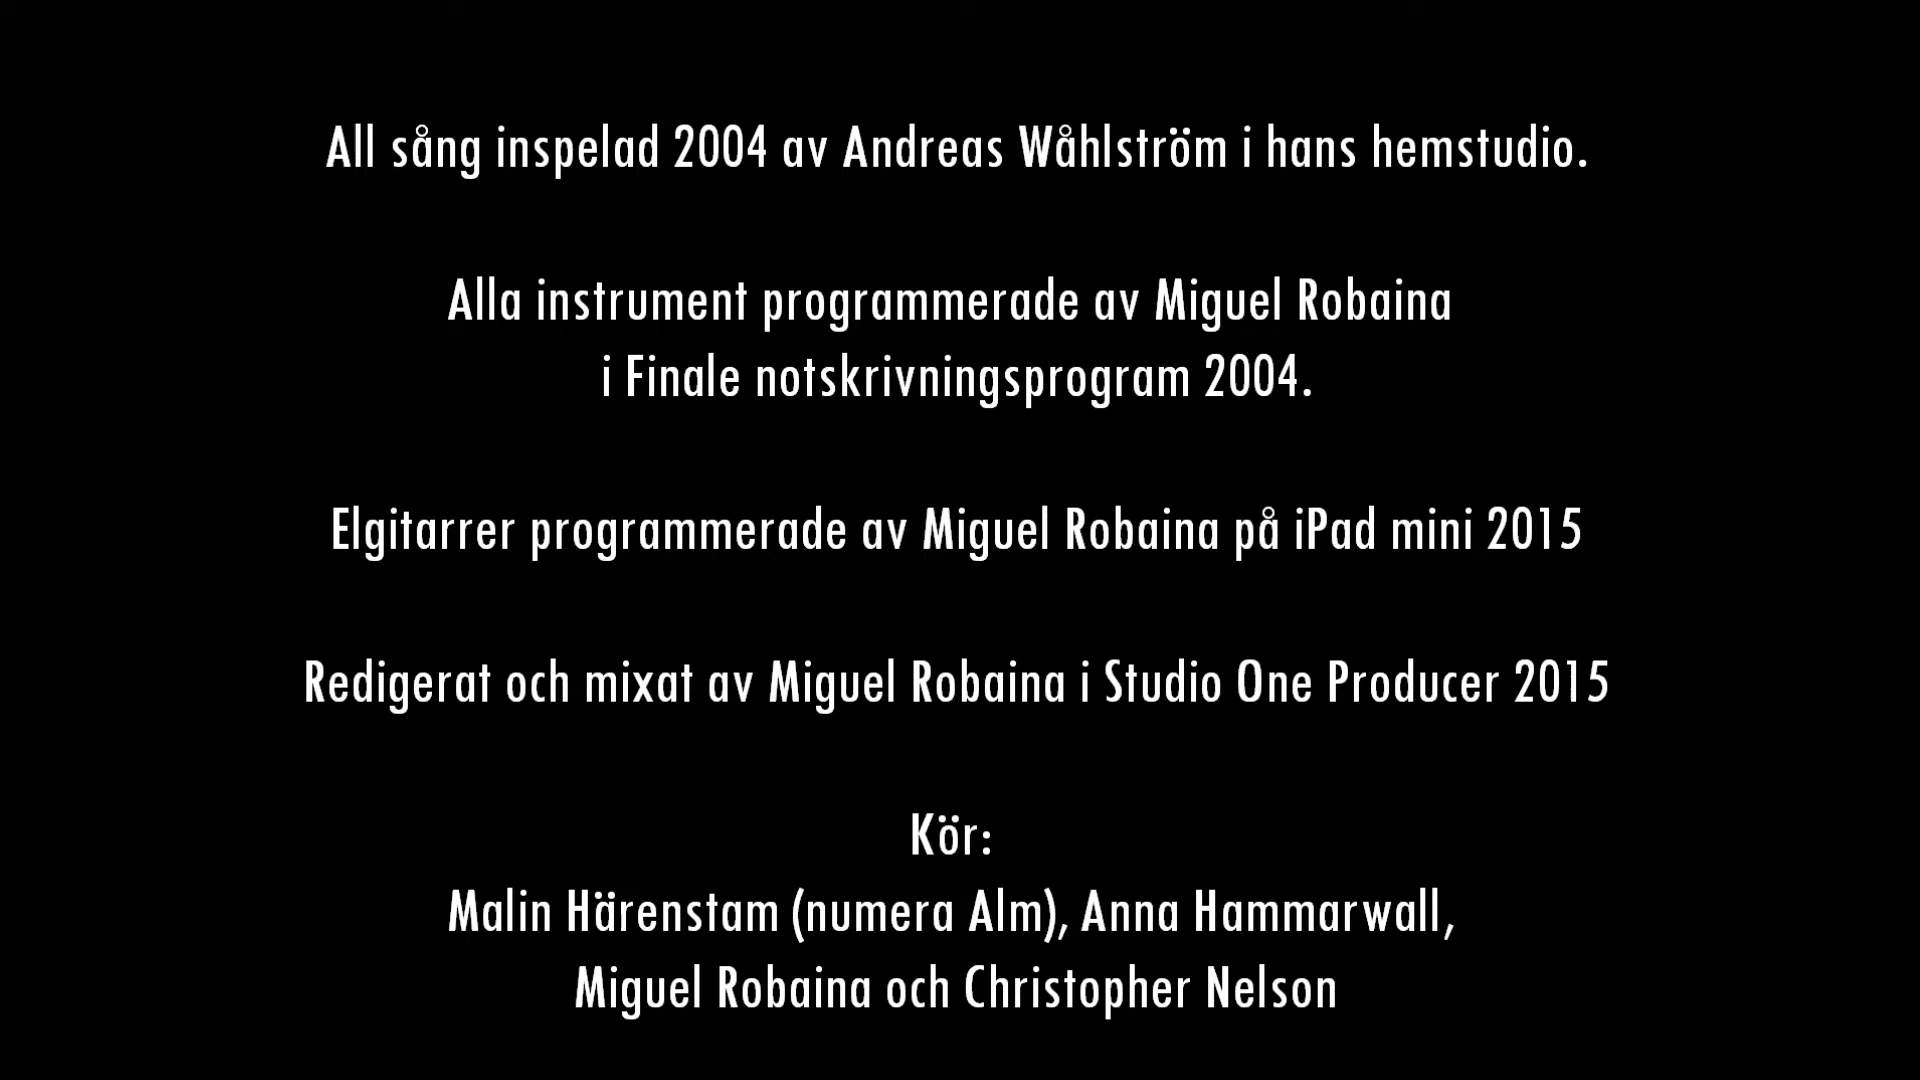 All sång inspelad 2004 av Andreas Wåhlström i hans hemstudio.
Alla instrument programmerade av Miguel Robaina
i Finale notskrivningsprogram 2004.
Elgitarrer programmerade av Miguel Robaina på iPad mini 2015
Redigerat och mixat av Miguel Robaina i Studio One Producer 2015
Kör:
Malin Härenstam (numera Alm), Anna Hammarwall,
Miguel Robaina och Christopher Nelson